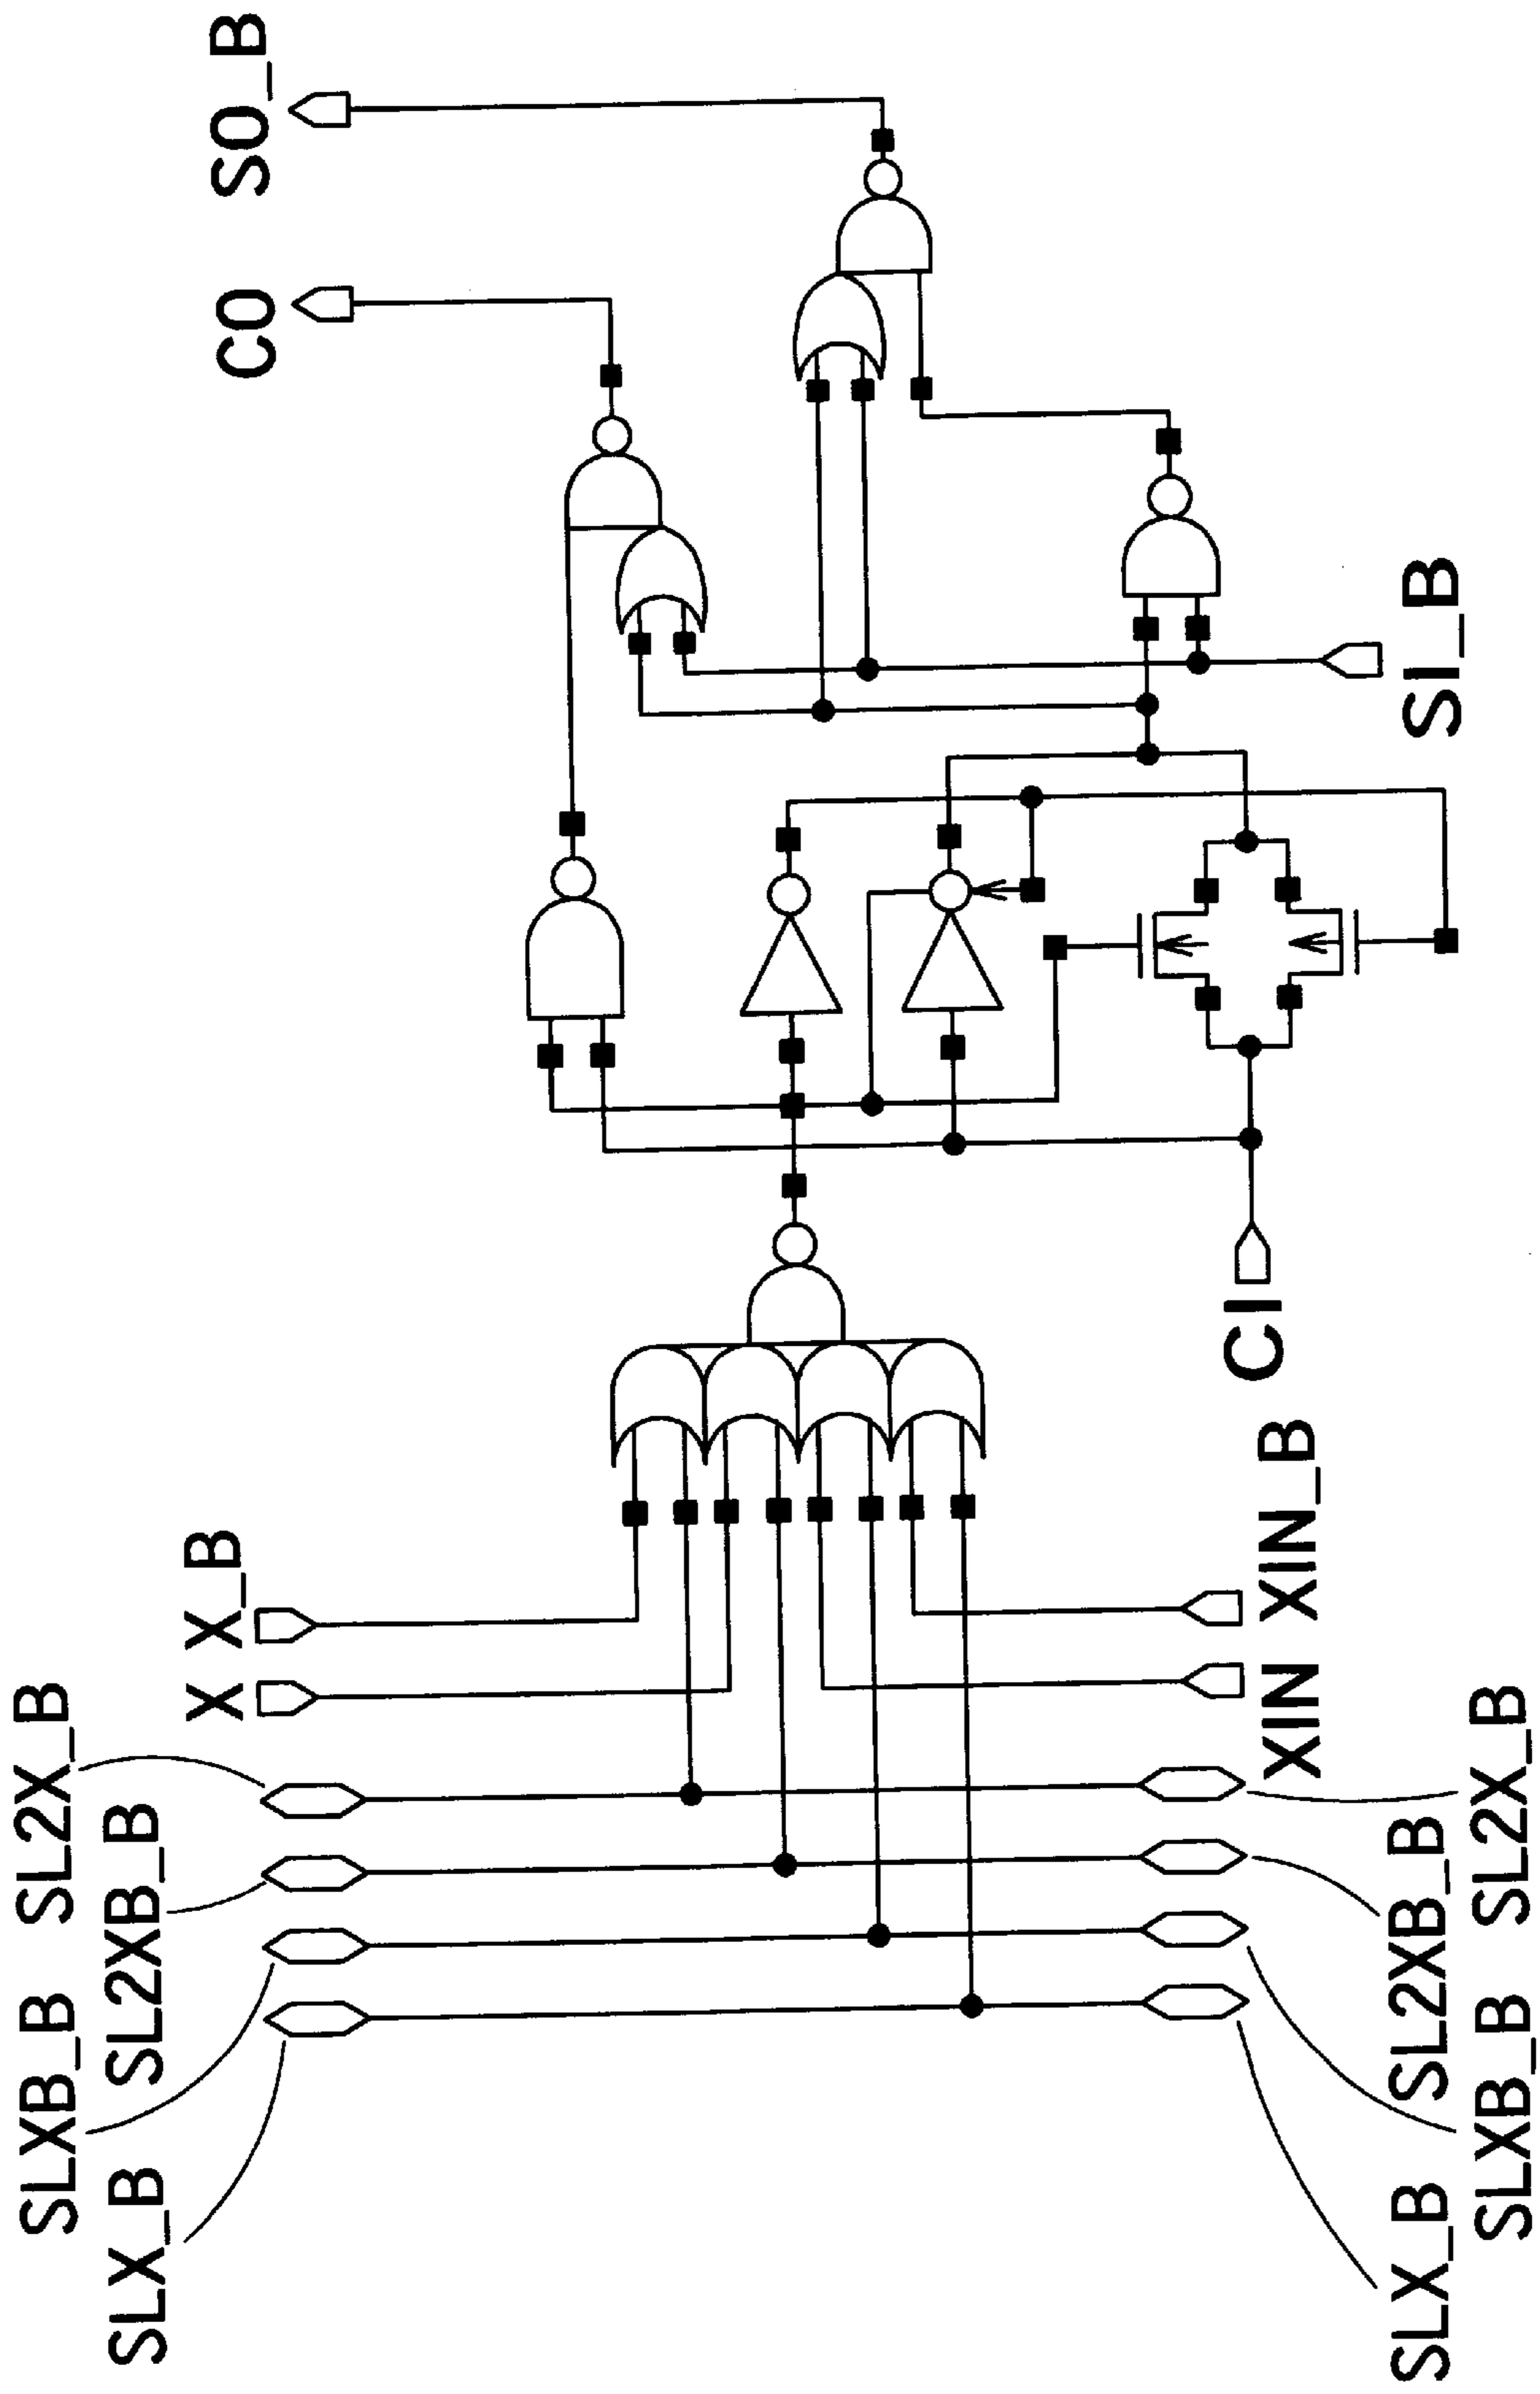 SLXB_B
SL2X_B
SLX_B
SL2XB_B
X
X_B
CO
SO_B
CI
SI_B
XIN
XIN_B
SLX_B
SL2XB_B
SLXB_B
SL2X_B